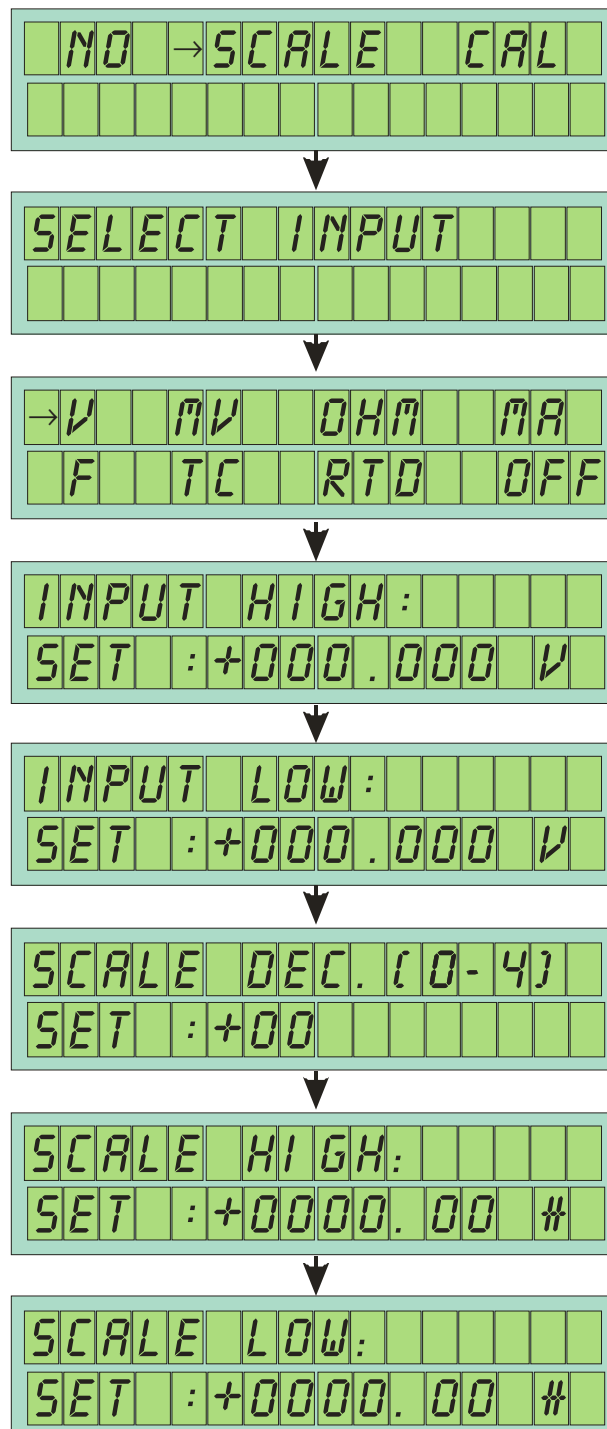 NO →SCALE CAL
SELECT INPUT
→V MV OHM MA
F TC RTD OFF
INPUT HIGH:
SET :+000.000 V
INPUT LOW:
SET :+000.000 V
SCALE DEC.(0-4)
SET :+00
SCALE HIGH:
SET :+0000.00 #
SCALE LOW:
SET :+0000.00 #